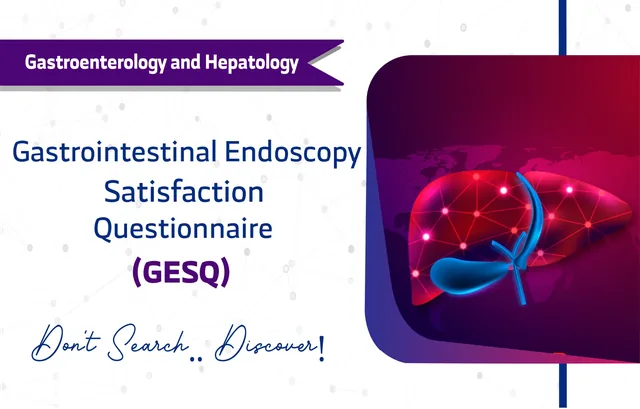 Gastroenterology and Hepatology
Gastrointestinal Endoscopy
Satisfaction
Questionnaire
(GESQ)
Don't Search.. Discover!